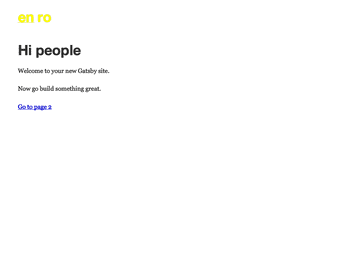 en ro
Hi people
Welcome to your new Gatsby site.
Now go build something great.
Go to page 2